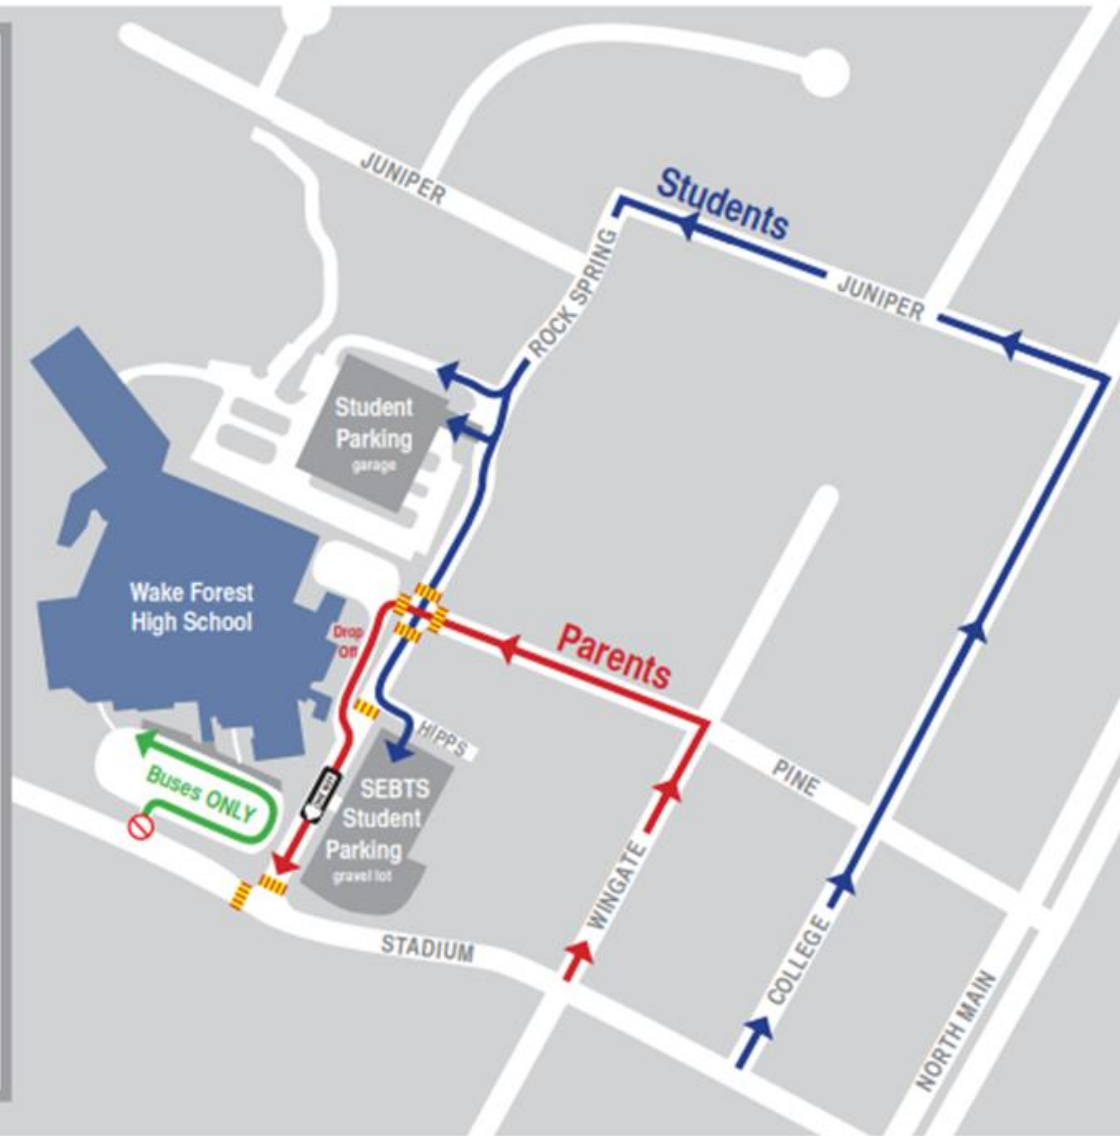 JUNIPER
Students
ROCK SPRING
JUNIPER
Student
Parking
garage
Wake Forest
High School
Drop
Off
Parents
HIPPS
Buses ONLY
SEBTS
Student
Parking
gravel lot
PINE
WINGATE
STADIUM
COLLEGE
NORTH MAIN